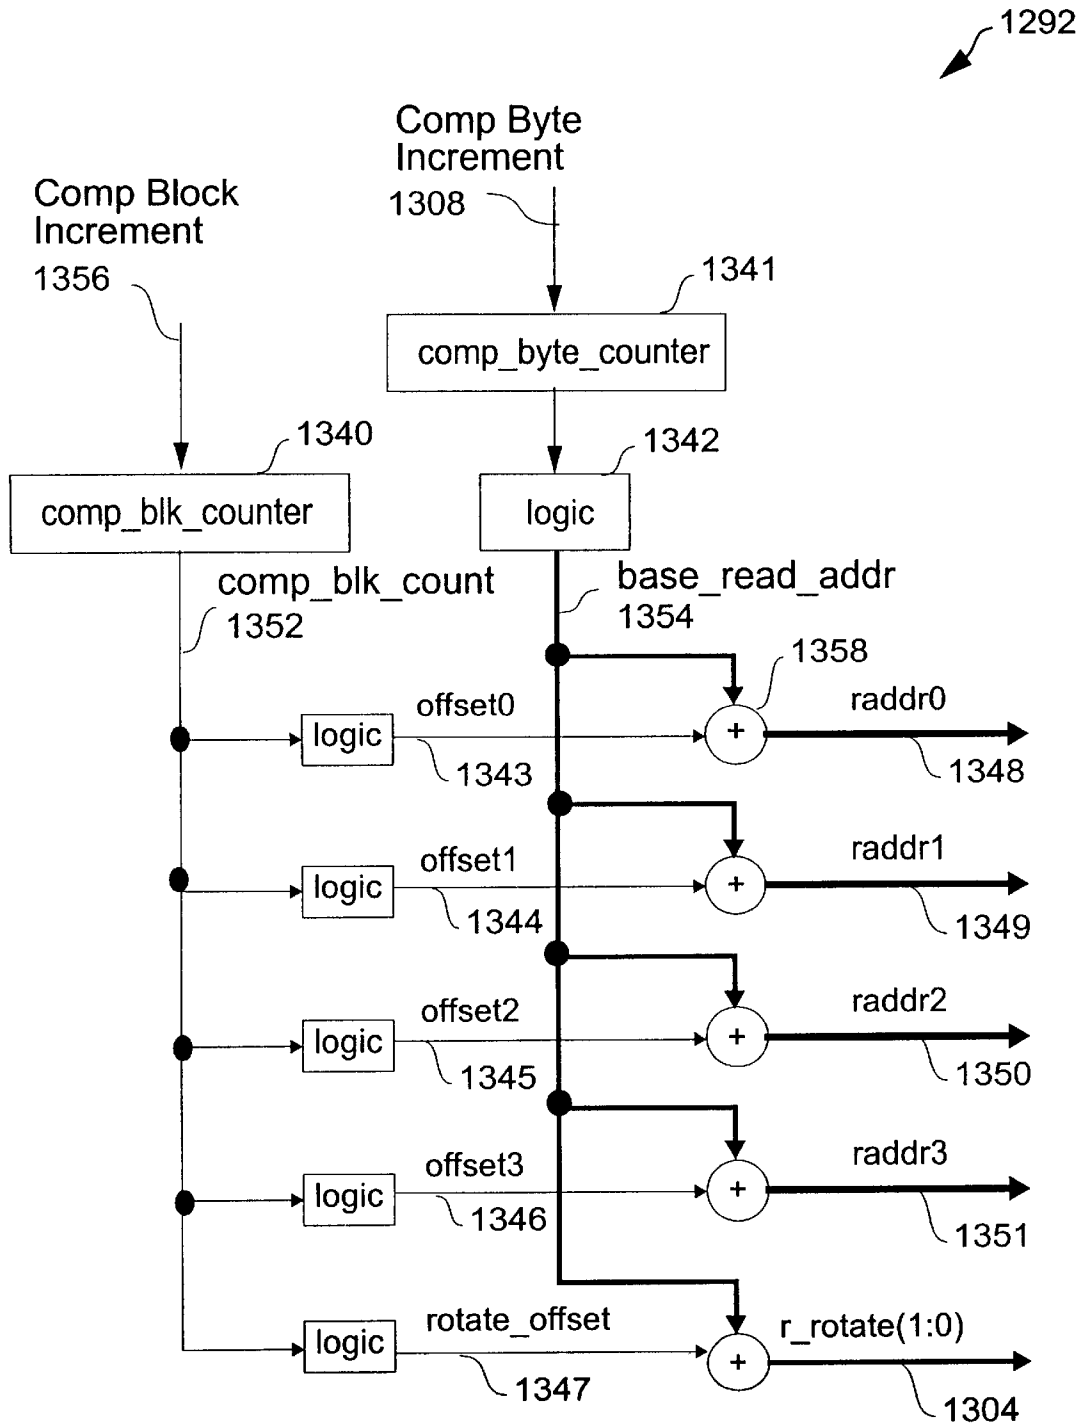 1292
Comp Byte
Increment
1308
Comp Block
Increment
1356
1341
comp_byte_counter
1340
1342
comp_blk_counter
logic
comp_blk_count
1352
base_read_addr
1354
1358
logic
offset0
1343
+
raddr0
1348
logic
offset1
1344
+
raddr1
1349
logic
offset2
1345
+
raddr2
1350
logic
offset3
1346
+
raddr3
1351
logic
rotate_offset
1347
+
r_rotate(1:0)
1304